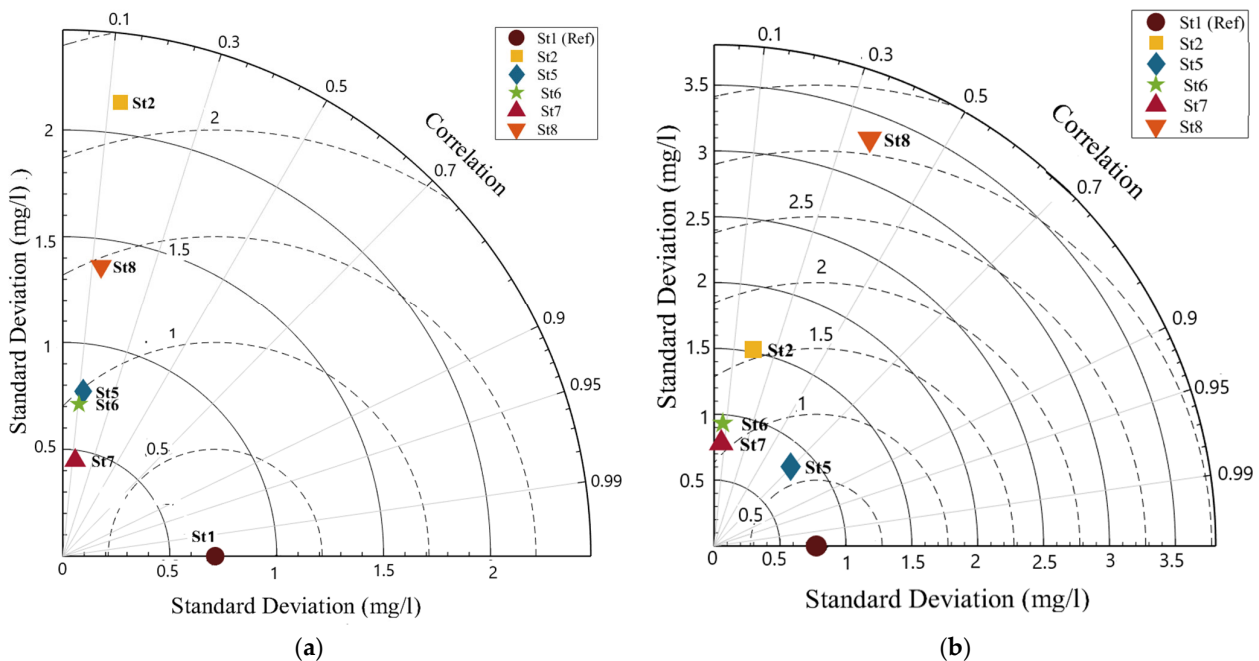 0.1
0.3
0.5
0.7
0.9
0.95
0.99
Correlation
St1 (Ref)
St2
St5
St6
St7
St8
Standard Deviation (mg/l) .)
2
1.5
1
0.5
2
1.5
1
0.5
St2
St8
St5
St6
St7
St1
0
0.5
1
1.5
2
Standard Deviation (mg/l)
(a)
0.1
0.3
0.5
0.7
0.9
0.95
0.99
Correlation
St1 (Ref)
St2
St5
St6
St7
St8
Standard Deviation (mg/l)
3.5
3
2.5
2
1.5
1
0.5
2.5
2
1.5
1
0.5
St8
St2
St6
St7
St5
0
0.5
1
1.5
2
2.5
3
3.5
Standard Deviation (mg/l)
(b)